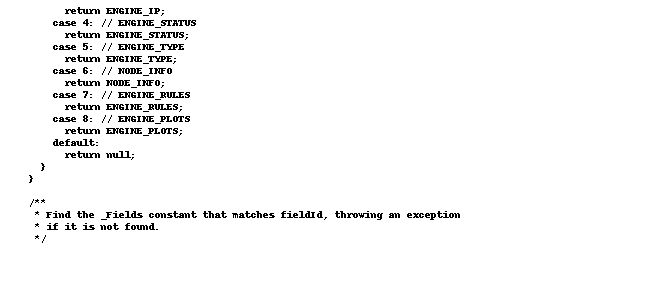 return ENGINE_IP;
case 4: // ENGINE_STATUS
return ENGINE_STATUS;
case 5: // ENGINE_TYPE
return ENGINE_TYPE;
case 6: // NODE_INFO
return NODE_INFO;
case 7: // ENGINE_RULES
return ENGINE_RULES;
case 8: // ENGINE_PLOTS
return ENGINE_PLOTS;
default:
return null;
}
}
/**
* Find the _Fields constant that matches fieldId, throwing an exception
* if it is not found.
*/